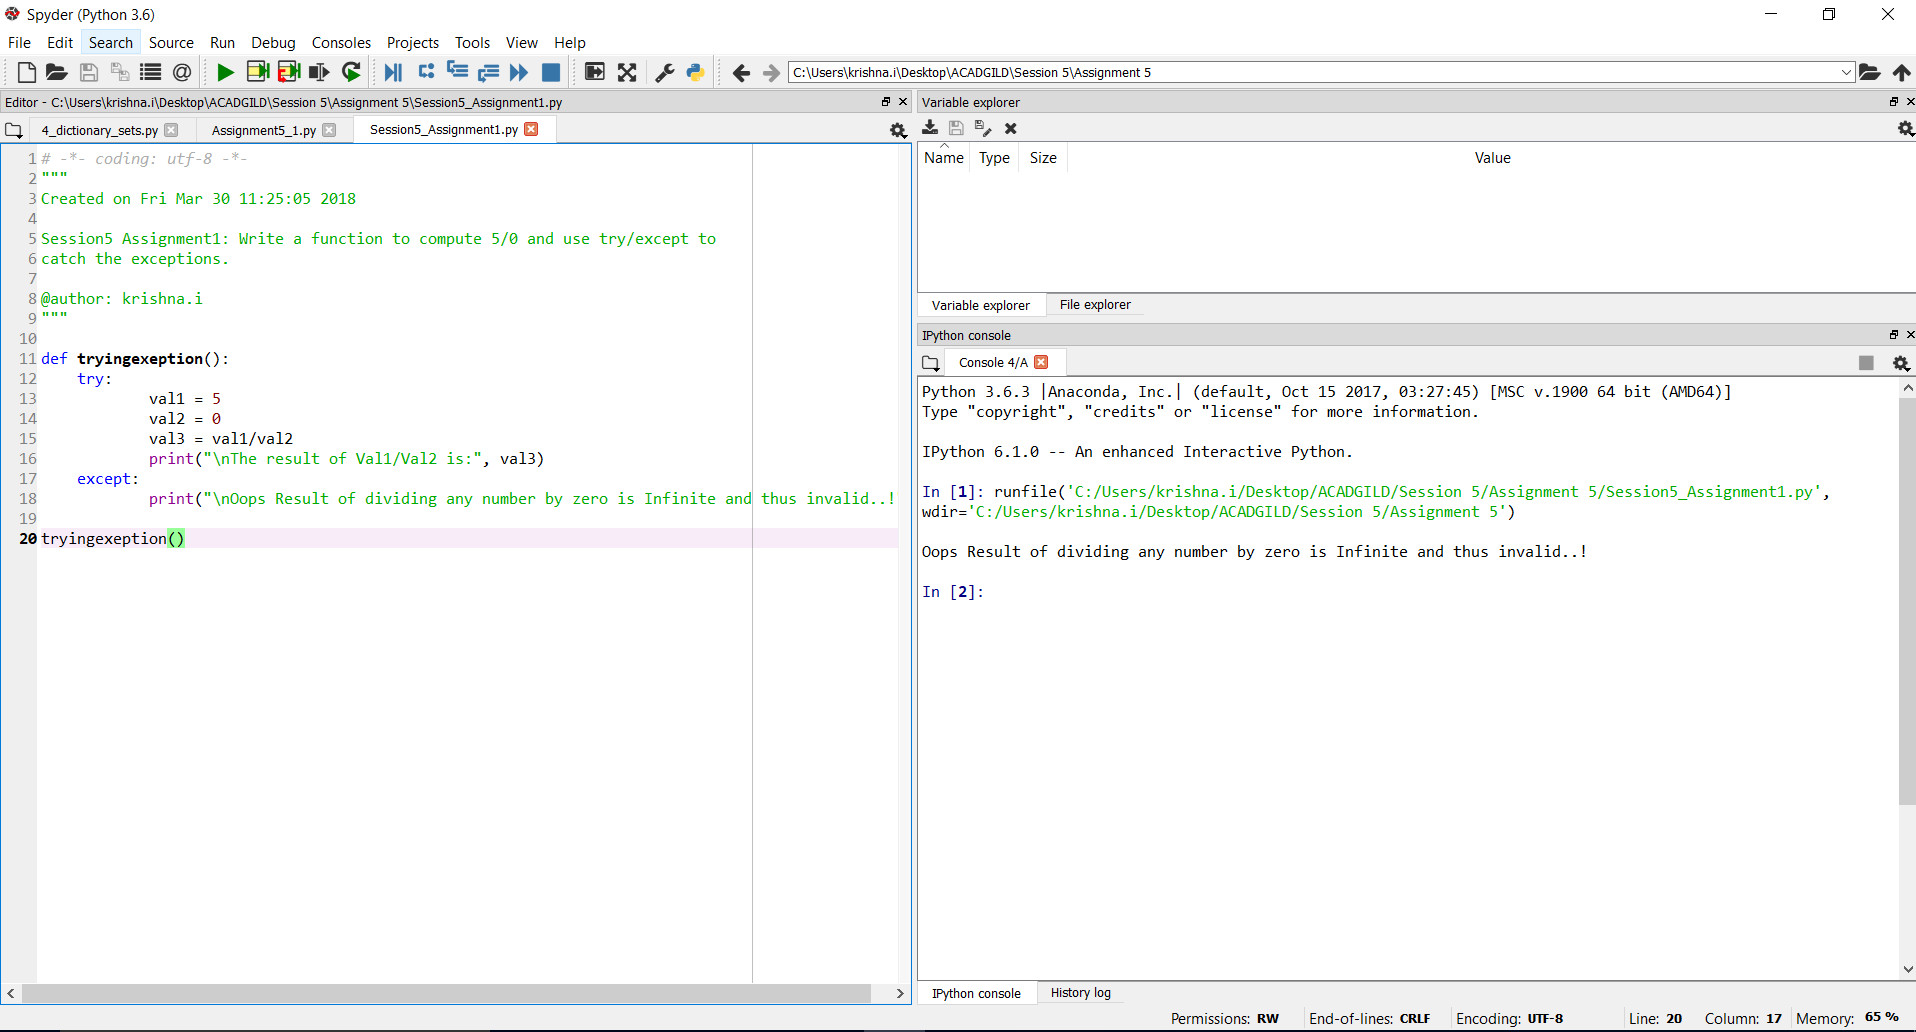 Spyder (Python 3.6)
File Edit Search Source Run Debug Consoles Projects Tools View Help
C:\Users\krishna.i\Desktop\ACADGILD\Session 5\Assignment 5
Editor - C:\Users\krishna.i\Desktop\ACADGILD\Session 5\Assignment 5\Session5_Assignment1.py
4_dictionary_sets.py Assignment5_1.py Session5_Assignment1.py
1 # -*- coding: utf-8 -*-
2 """
3 Created on Fri Mar 30 11:25:05 2018
4
5 Session5 Assignment1: Write a function to compute 5/0 and use try/except to
6 catch the exceptions.
7
8 @author: krishna.i
9 """
10
11 def tryingexeption():
12     try:
13             val1 = 5
14             val2 = 0
15             val3 = val1/val2
16             print("\nThe result of Val1/Val2 is:", val3)
17     except:
18             print("\nOops Result of dividing any number by zero is Infinite and thus invalid..!
19
20 tryingexeption()
Variable explorer
Name Type Size Value
Variable explorer File explorer
IPython console
Console 4/A
Python 3.6.3 |Anaconda, Inc.| (default, Oct 15 2017, 03:27:45) [MSC v.1900 64 bit (AMD64)]
Type "copyright", "credits" or "license" for more information.
IPython 6.1.0 -- An enhanced Interactive Python.
In [1]: runfile('C:/Users/krishna.i/Desktop/ACADGILD/Session 5/Assignment 5/Session5_Assignment1.py',
wdir='C:/Users/krishna.i/Desktop/ACADGILD/Session 5/Assignment 5')
Oops Result of dividing any number by zero is Infinite and thus invalid..!
In [2]:
IPython console History log
Permissions: RW End-of-lines: CRLF Encoding: UTF-8 Line: 20 Column: 17 Memory: 65 %